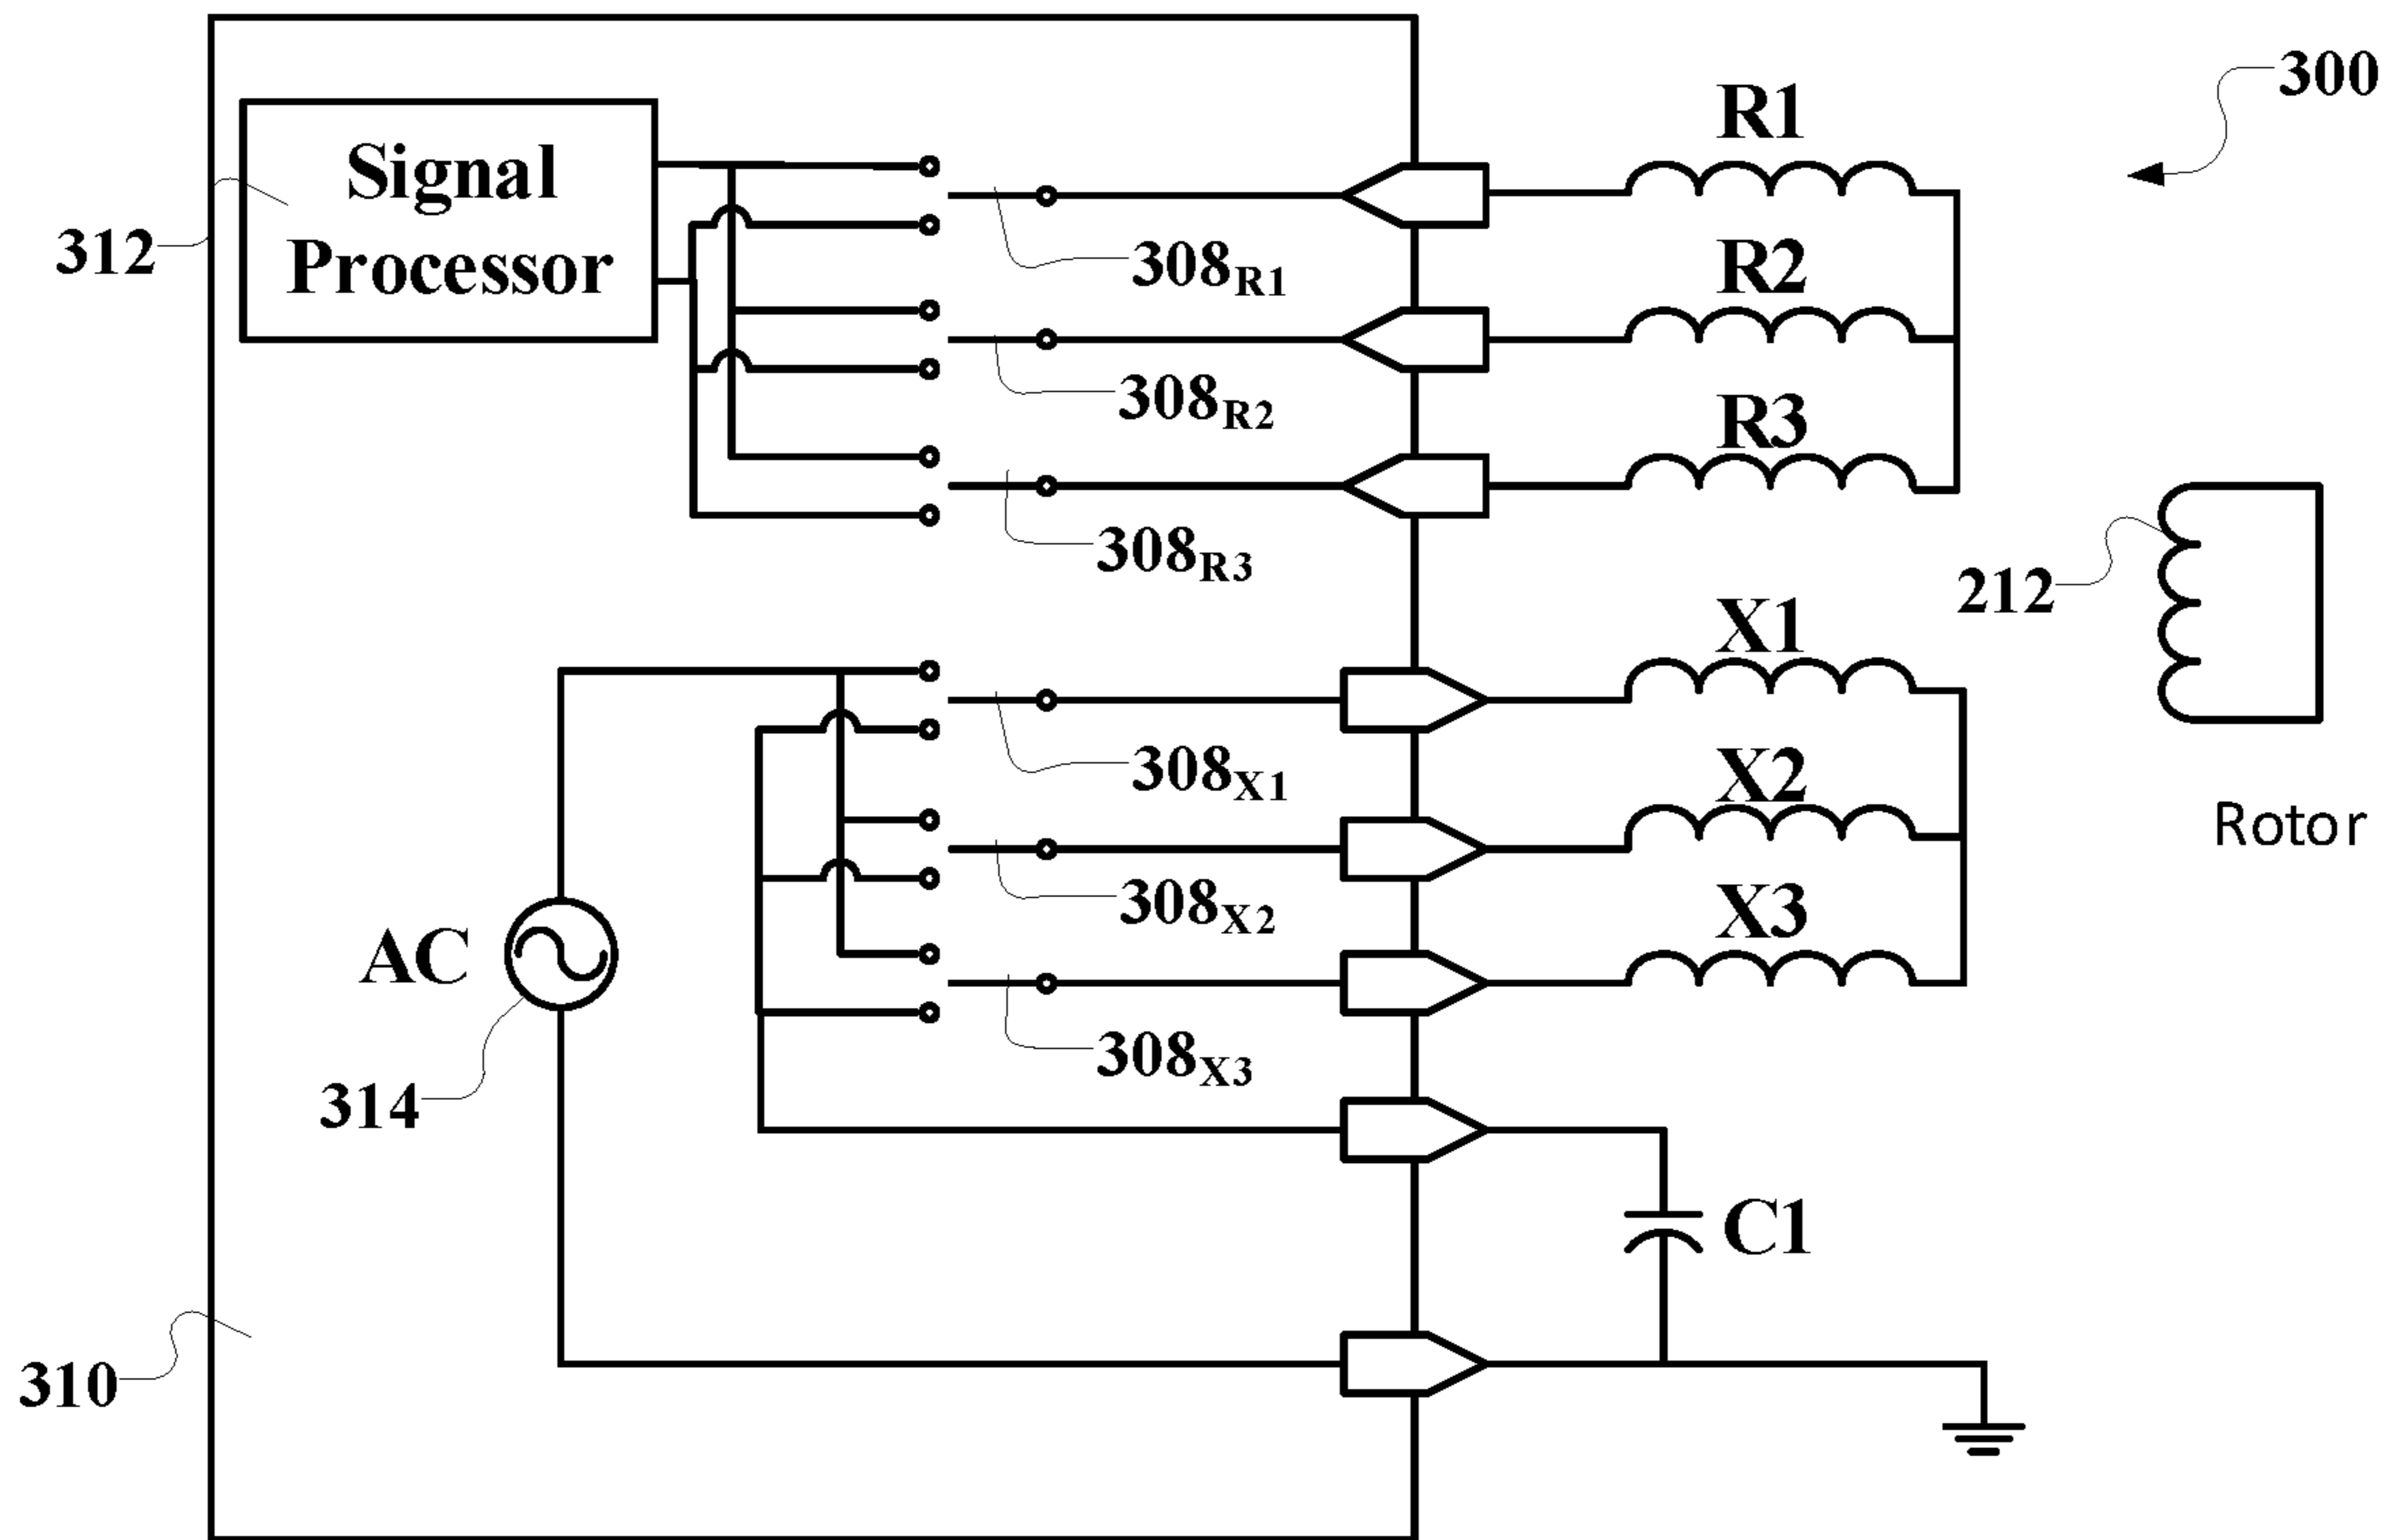 300
R1
Signal
Processor
312
308R1
R2
308R2
R3
308R3
212
X1
308X1
X2
Rotor
308X2
X3
AC
308X3
314
C1
310